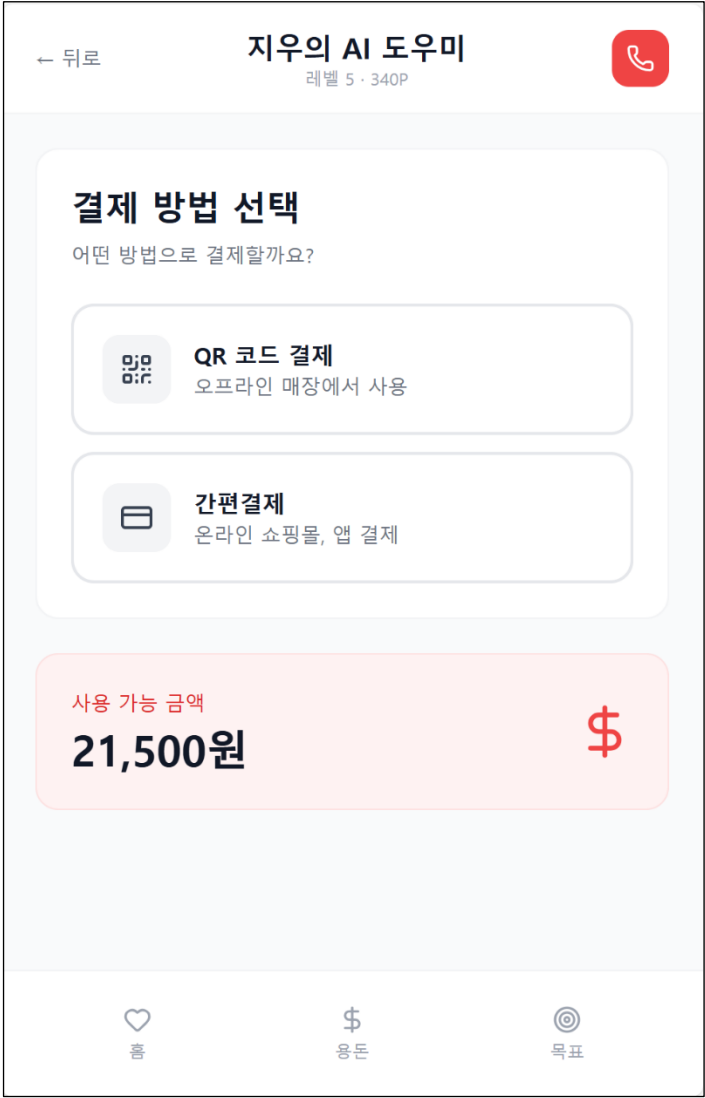 ← 뒤로
지우의 AI 도우미
레벨 5 · 340P
결제 방법 선택
어떤 방법으로 결제할까요?
QR 코드 결제
오프라인 매장에서 사용
간편결제
온라인 쇼핑몰, 앱 결제
사용 가능 금액
21,500원
$
홈
$
용돈
목표